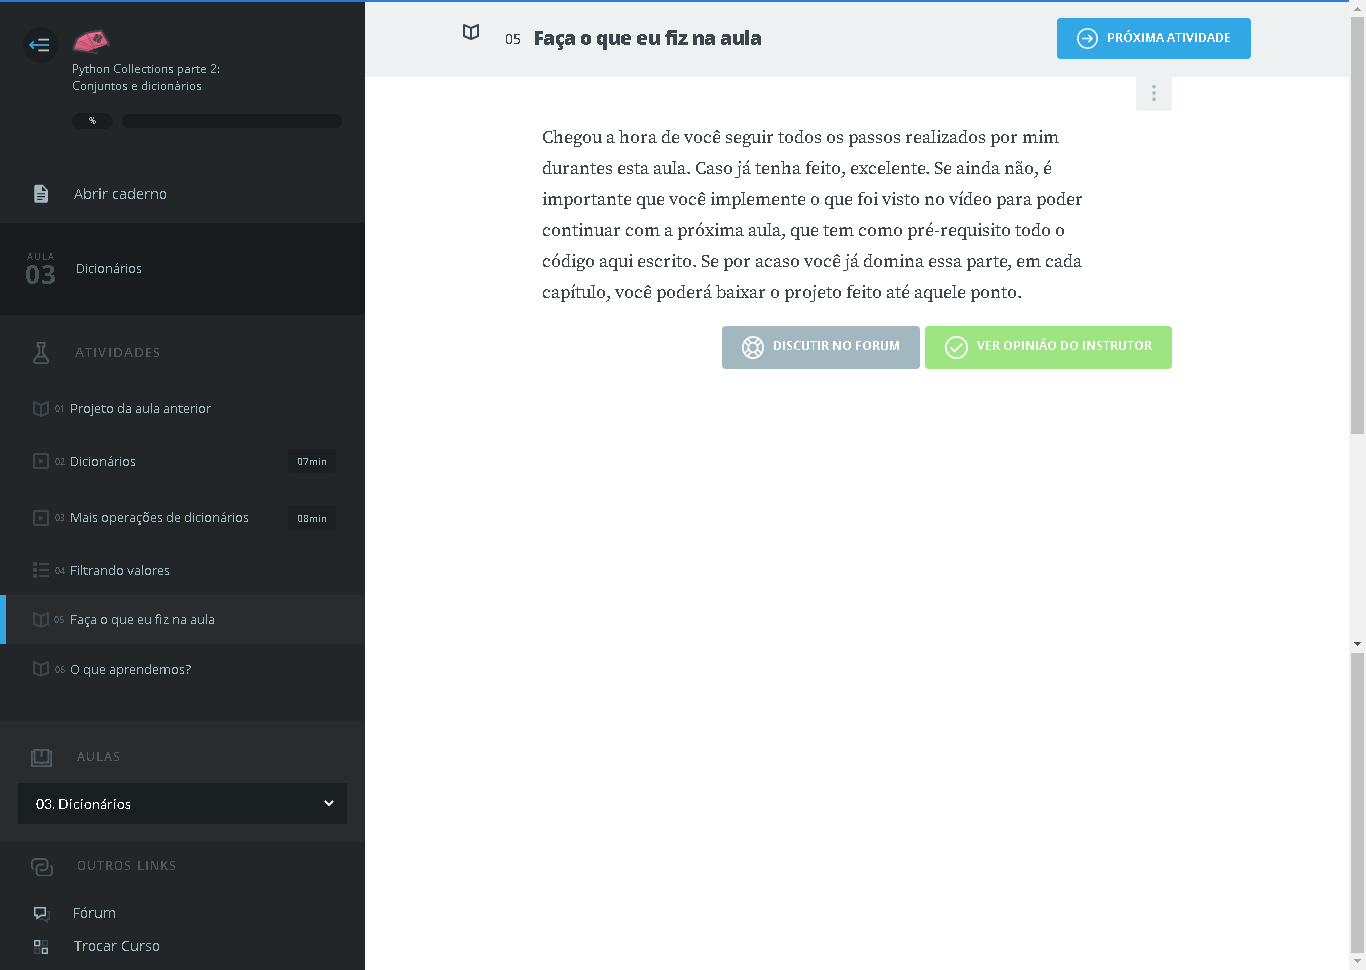 Python Collections parte 2:
Conjuntos e dicionários
%
Abrir caderno
AULA
03
Dicionários
ATIVIDADES
01 Projeto da aula anterior
02 Dicionários 07min
03 Mais operações de dicionários 08min
04 Filtrando valores
05 Faça o que eu fiz na aula
06 O que aprendemos?
AULAS
03. Dicionários
OUTROS LINKS
Fórum
Trocar Curso
05 Faça o que eu fiz na aula
PRÓXIMA ATIVIDADE
Chegou a hora de você seguir todos os passos realizados por mim
durantes esta aula. Caso já tenha feito, excelente. Se ainda não, é
importante que você implemente o que foi visto no vídeo para poder
continuar com a próxima aula, que tem como pré-requisito todo o
código aqui escrito. Se por acaso você já domina essa parte, em cada
capítulo, você poderá baixar o projeto feito até aquele ponto.
DISCUTIR NO FORUM
VER OPINIÃO DO INSTRUTOR